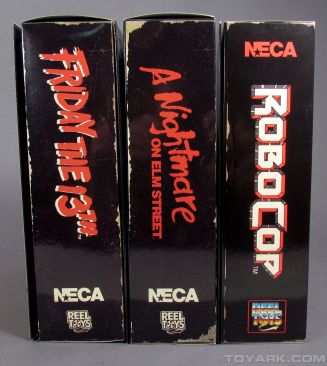 FRIDAY THE 13TH
NECA
REEL
TOYS
A Nightmare
ON ELM STREET
NECA
REEL
TOYS
NECA
ROBOCOP
TM
REEL
TOYS
TOYARK.COM